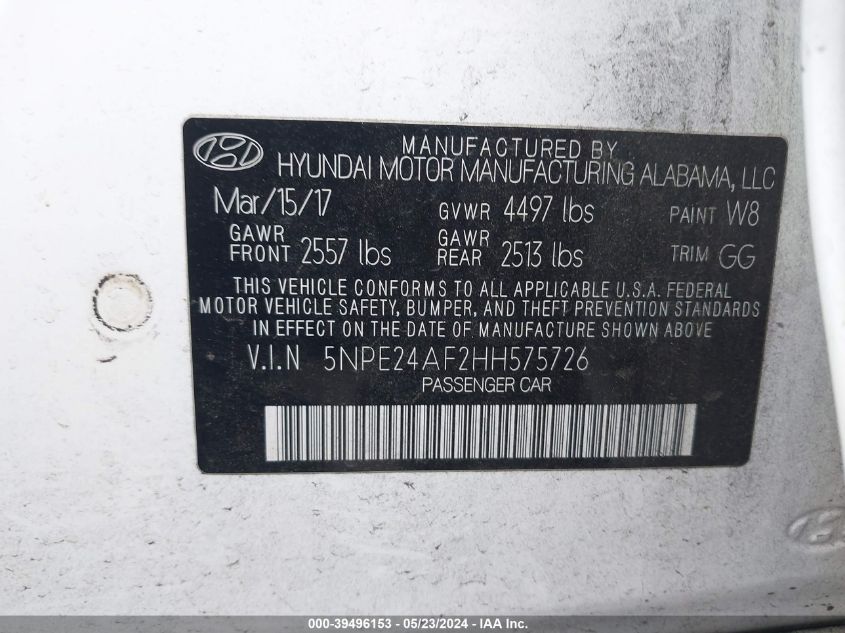 MANUFACTURED BY
HYUNDAI MOTOR MANUFACTURING ALABAMA, LLC
Mar/15/17 GVWR 4497 lbs PAINT W8
GAWR FRONT 2557 lbs GAWR REAR 2513 lbs TRIM GG
THIS VEHICLE CONFORMS TO ALL APPLICABLE U.S.A. FEDERAL
MOTOR VEHICLE SAFETY, BUMPER, AND THEFT PREVENTION STANDARDS
IN EFFECT ON THE DATE OF MANUFACTURE SHOWN ABOVE
V.I.N 5NPE24AF2HH575726
PASSENGER CAR
000-39496153 - 05/23/2024 - IAA Inc.